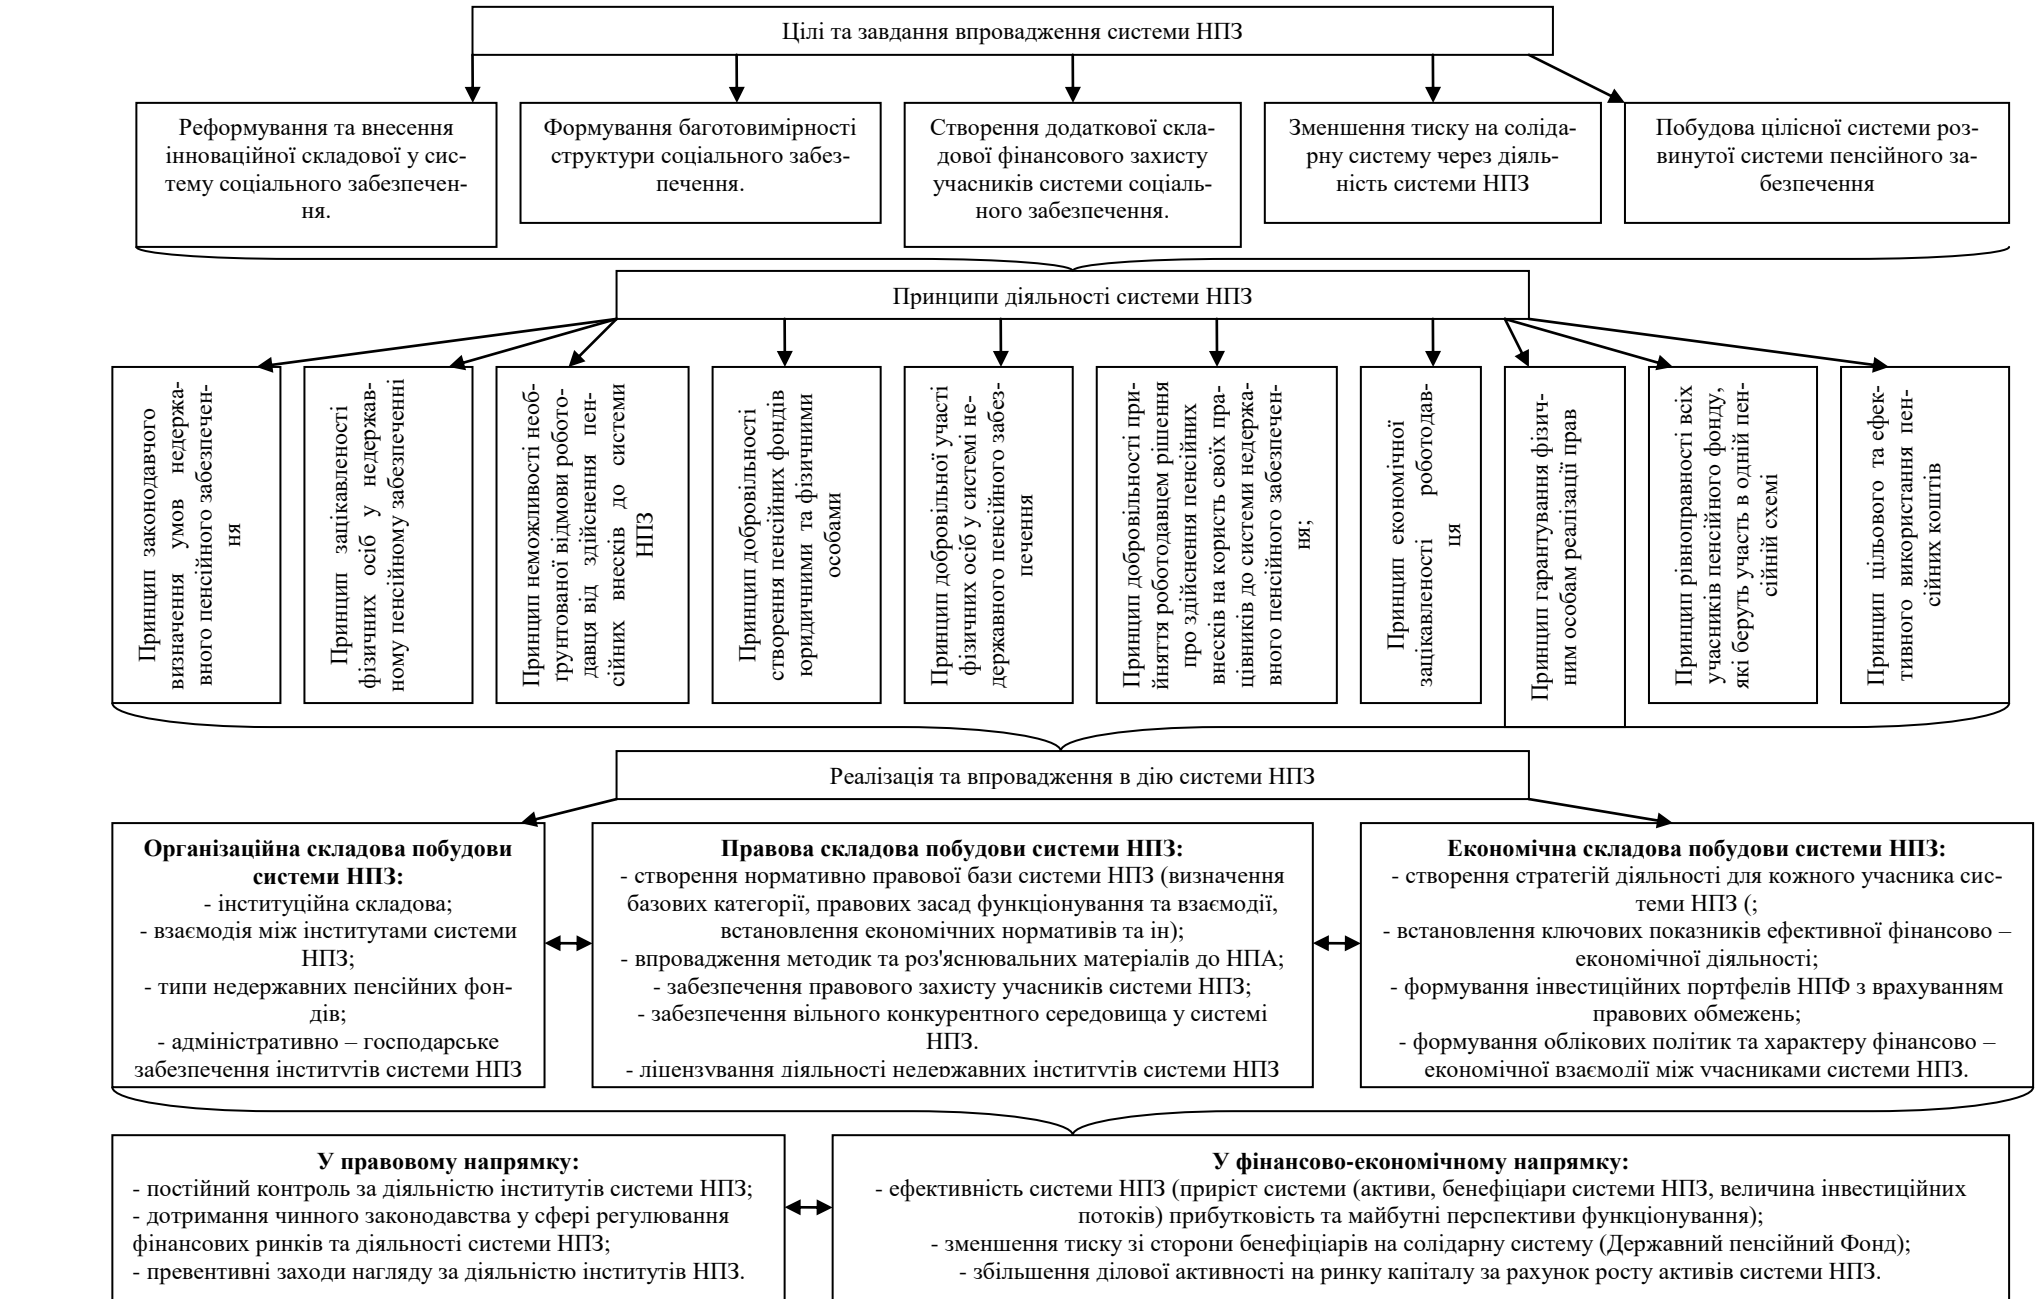 Цілі та завдання впровадження системи НПЗ
Реформування та внесення
інноваційної складової у сис-
тему соціального забезпечен-
ня.
Формування баготовимірності
структури соціального забез-
печення.
Створення додаткової скла-
дової фінансового захисту
учасників системи соціаль-
ного забезпечення.
Зменшення тиску на соліда-
рну систему через діяль-
ність системи НПЗ
Побудова цілісної системи роз-
винутої системи пенсійного за-
безпечення
Принципи діяльності системи НПЗ
Принцип законодавчого
визначення умов недержа-
вного пенсійного забезпечен-
ня
Принцип зацікавленості
фізичних осіб у недержав-
ному пенсійному забезпеченні
Принцип неможливості необ-
ґрунтованої відмови робото-
давця від здійснення пен-
сійних внесків до системи
НПЗ
Принцип добровільності
створення пенсійних фондів
юридичними та фізичними
особами
Принцип добровільної участі
фізичних осіб у системі не-
державного пенсійного забез-
печення
Принцип добровільності при-
йняття роботодавцем рішення
про здійснення пенсійних
внесків на користь своїх пра-
цівників до системи недержа-
вного пенсійного забезпечен-
ня;
Принцип економічної
зацікавленості роботодав-
ця
Принцип гарантування фізич-
ним особам реалізації прав
Принцип рівноправності всіх
учасників пенсійного фонду,
які беруть участь в одній пен-
сійній схемі
Принцип цільового та ефек-
тивного використання пен-
сійних коштів
Реалізація та впровадження в дію системи НПЗ
Організаційна складова побудови
системи НПЗ:
- інституційна складова;
- взаємодія між інститутами системи
НПЗ;
- типи недержавних пенсійних фон-
дів;
- адміністративно – господарське
забезпечення інститутів системи НПЗ
Правова складова побудови системи НПЗ:
- створення нормативно правової бази системи НПЗ (визначення
базових категорії, правових засад функціонування та взаємодії,
встановлення економічних нормативів та ін);
- впровадження методик та роз'яснювальних матеріалів до НПА;
- забезпечення правового захисту учасників системи НПЗ;
- забезпечення вільного конкурентного середовища у системі
НПЗ.
- ліцензування діяльності недержавних інститутів системи НПЗ
Економічна складова побудови системи НПЗ:
- створення стратегій діяльності для кожного учасника сис-
теми НПЗ (;
- встановлення ключових показників ефективної фінансово –
економічної діяльності;
- формування інвестиційних портфелів НПФ з врахуванням
правових обмежень;
- формування облікових політик та характеру фінансово –
економічної взаємодії між учасниками системи НПЗ.
У правовому напрямку:
- постійний контроль за діяльністю інститутів системи НПЗ;
- дотримання чинного законодавства у сфері регулювання
фінансових ринків та діяльності системи НПЗ;
- превентивні заходи нагляду за діяльністю інститутів НПЗ.
У фінансово-економічному напрямку:
- ефективність системи НПЗ (приріст системи (активи, бенефіціари системи НПЗ, величина інвестиційних
потоків) прибутковість та майбутні перспективи функціонування);
- зменшення тиску зі сторони бенефіціарів на солідарну систему (Державний пенсійний Фонд);
- збільшення ділової активності на ринку капіталу за рахунок росту активів системи НПЗ.